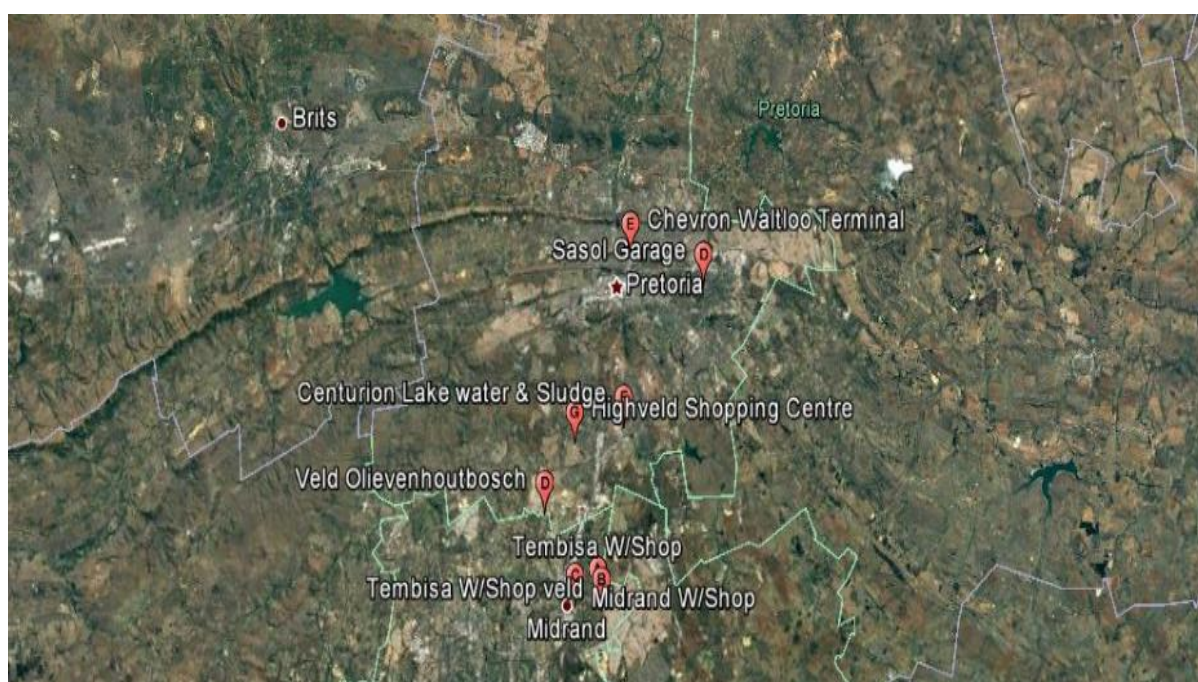 Pretoria
Brits
E
Chevron Waltloo Terminal
Sasol Garage
D
Pretoria
Centurion Lake water & Sludge
G
Highveld Shopping Centre
Veld Olievenhoutbosch
D
Tembisa W/Shop
A
C
B
Tembisa W/Shop veld
Midrand W/Shop
Midrand